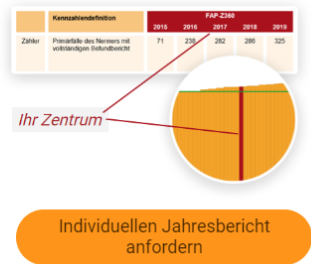 Kennzahlendefinition FAP-Z360
2015 2016 2017 2018 2019
Zähler Primärfälle des Nenners mit 71 238 282 286 325
vollständigen Befundbericht
Ihr Zentrum
Individuellen Jahresbericht
anfordern